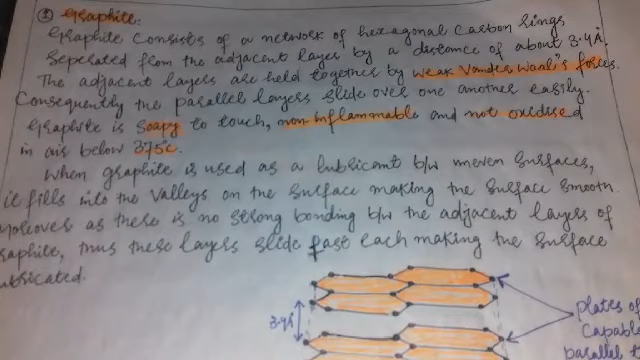 ② Graphite:
Graphite consists of a network of hexagonal carbon rings
Seperated from the adjacent layer by a distance of about 3.4Å.
The adjacent layers are held together by weak Vander Waal's forces.
Consequently the parallel layers slide over one another easily.
Graphite is Soapy to touch, non-inflammable and not oxidised
in air below 375c.
When graphite is used as a lubricant b/w uneven surfaces,
it fills into the Valleys on the surface making the surface smooth.
Moreover as there is no strong bonding b/w the adjacent layers of
graphite, thus these layers slide fast each making the surface
lubricated.
3.4Å
plates of
Capable
parallel t